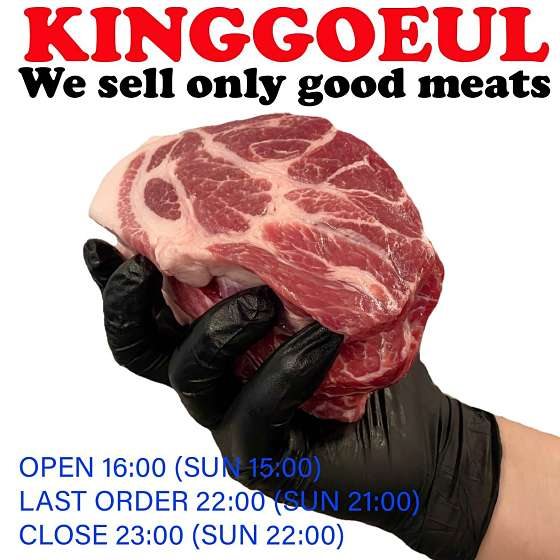 KINGGOEUL
We sell only good meats
OPEN 16:00 (SUN 15:00)
LAST ORDER 22:00 (SUN 21:00)
CLOSE 23:00 (SUN 22:00)